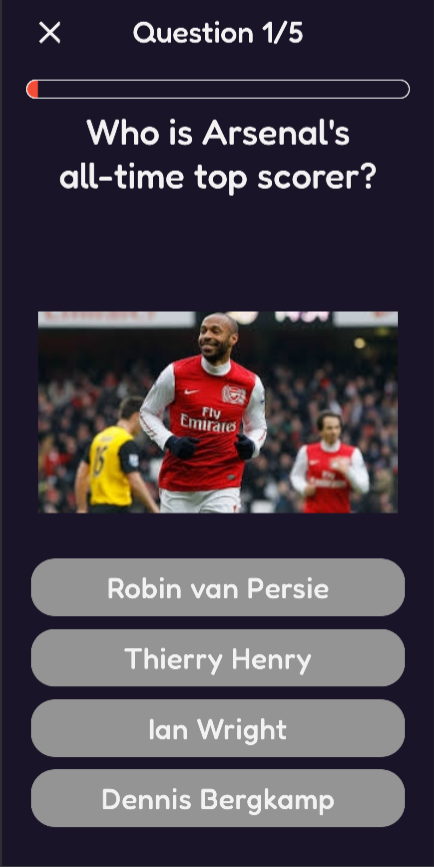 Question 1/5
Who is Arsenal's
all-time top scorer?
Fly
Emirates
Robin van Persie
Thierry Henry
Ian Wright
Dennis Bergkamp